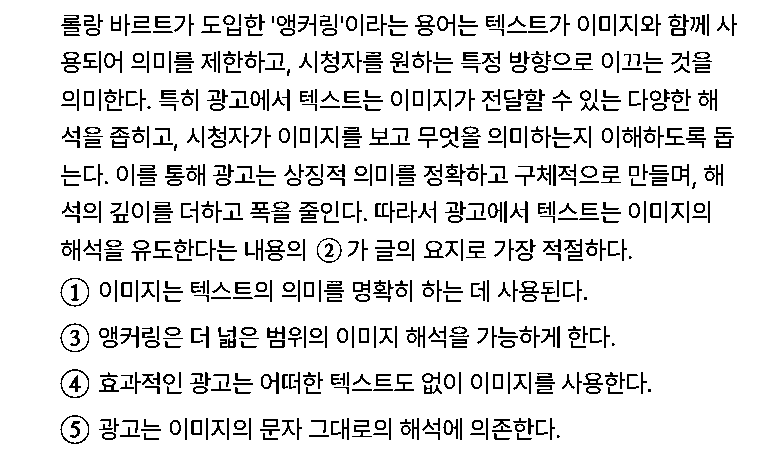 롤랑 바르트가 도입한 '앵커링'이라는 용어는 텍스트가 이미지와 함께 사
용되어 의미를 제한하고, 시청자를 원하는 특정 방향으로 이끄는 것을
의미한다. 특히 광고에서 텍스트는 이미지가 전달할 수 있는 다양한 해
석을 좁히고, 시청자가 이미지를 보고 무엇을 의미하는지 이해하도록 돕
는다. 이를 통해 광고는 상징적 의미를 정확하고 구체적으로 만들며, 해
석의 깊이를 더하고 폭을 줄인다. 따라서 광고에서 텍스트는 이미지의
해석을 유도한다는 내용의 ②가 글의 요지로 가장 적절하다.
① 이미지는 텍스트의 의미를 명확히 하는 데 사용된다.
③ 앵커링은 더 넓은 범위의 이미지 해석을 가능하게 한다.
④ 효과적인 광고는 어떠한 텍스트도 없이 이미지를 사용한다.
⑤ 광고는 이미지의 문자 그대로의 해석에 의존한다.